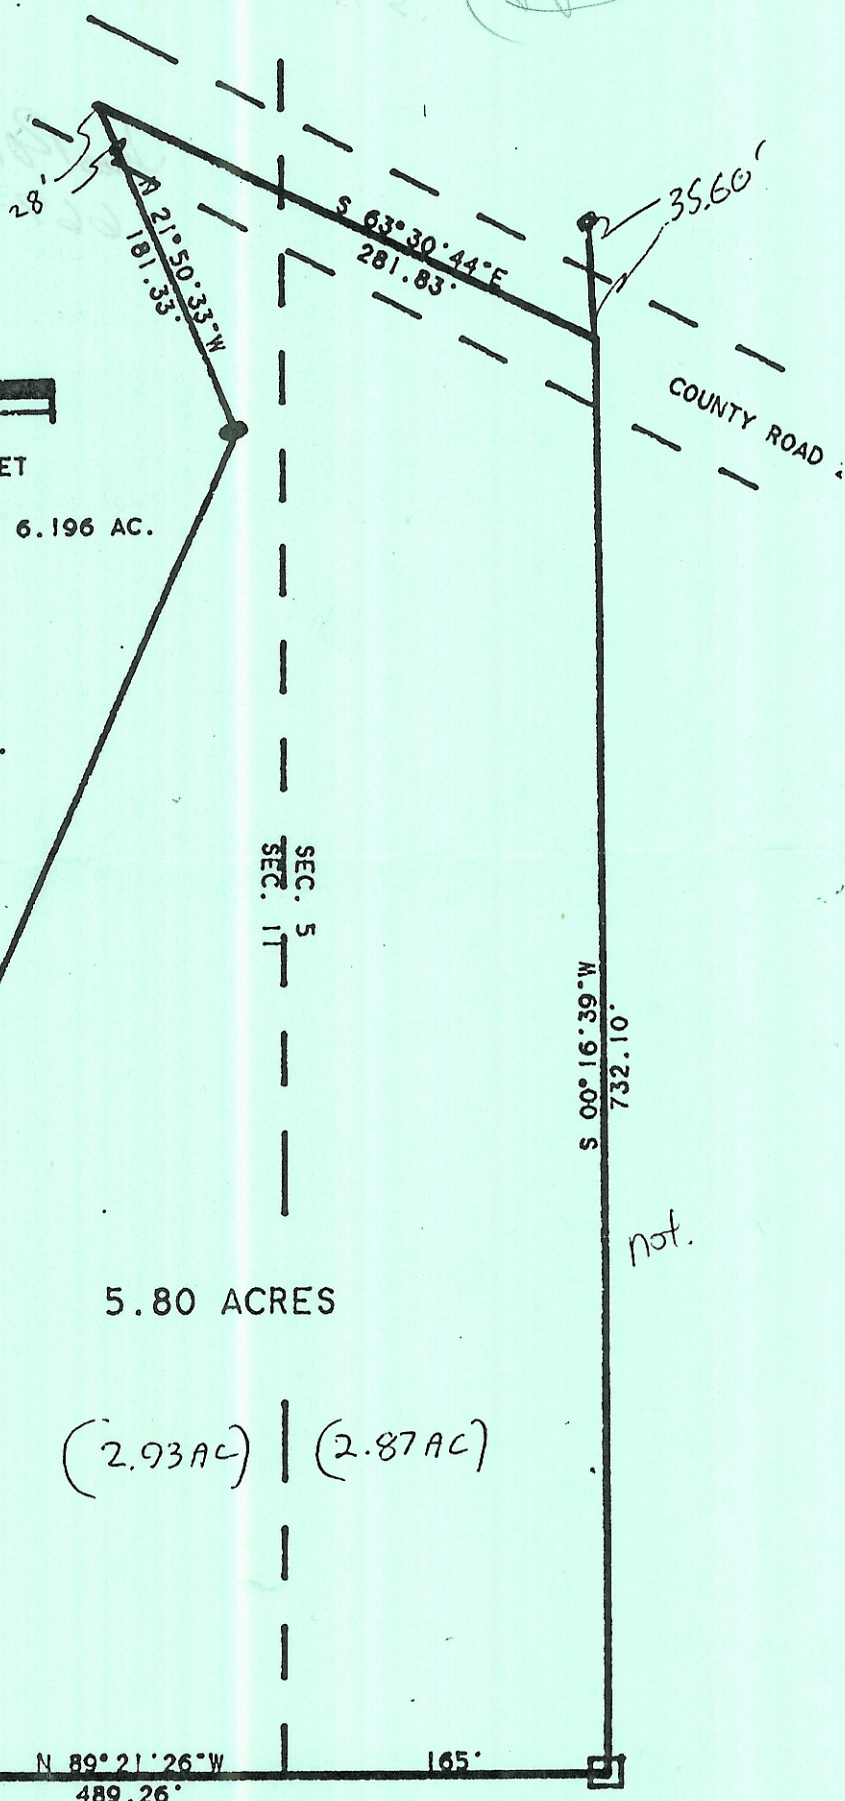 28'
35.60'
N 21°50'33"W
181.33'
S 63°30'44"E
281.83'
COUNTY ROAD
ET
6.196 AC.
SEC. 5
SEC. 11
S 00°16'39"W
732.10'
not.
5.80 ACRES
(2.93AC)
(2.87AC)
N 89°21'26"W
165'
489.26'